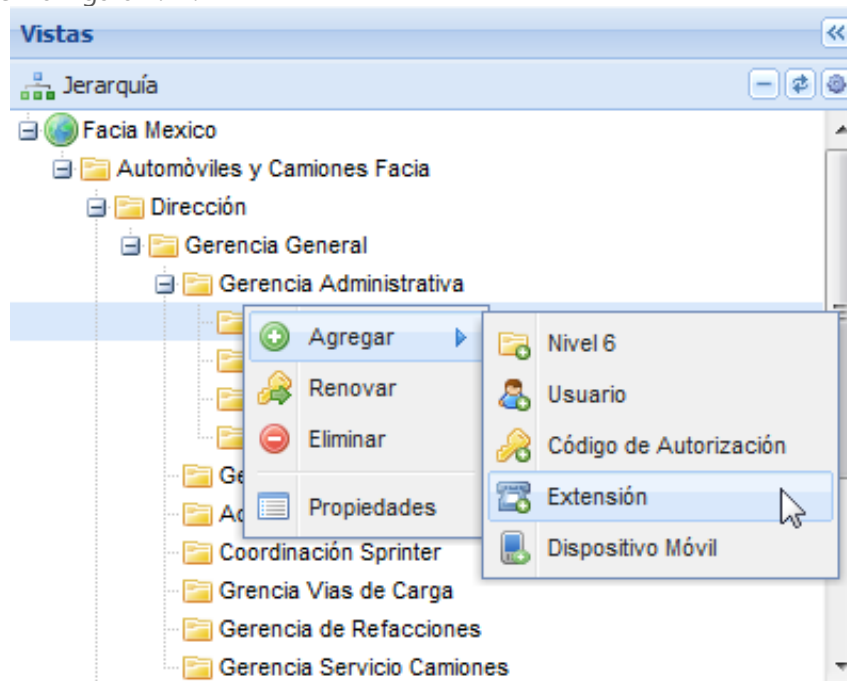 Vistas
Jerarquía
Facia Mexico
Automòviles y Camiones Facia
Dirección
Gerencia General
Gerencia Administrativa
Agregar
Renovar
Eliminar
Propiedades
Nivel 6
Usuario
Código de Autorización
Extensión
Dispositivo Móvil
Coordinación Sprinter
Grencia Vias de Carga
Gerencia de Refacciones
Gerencia Servicio Camiones